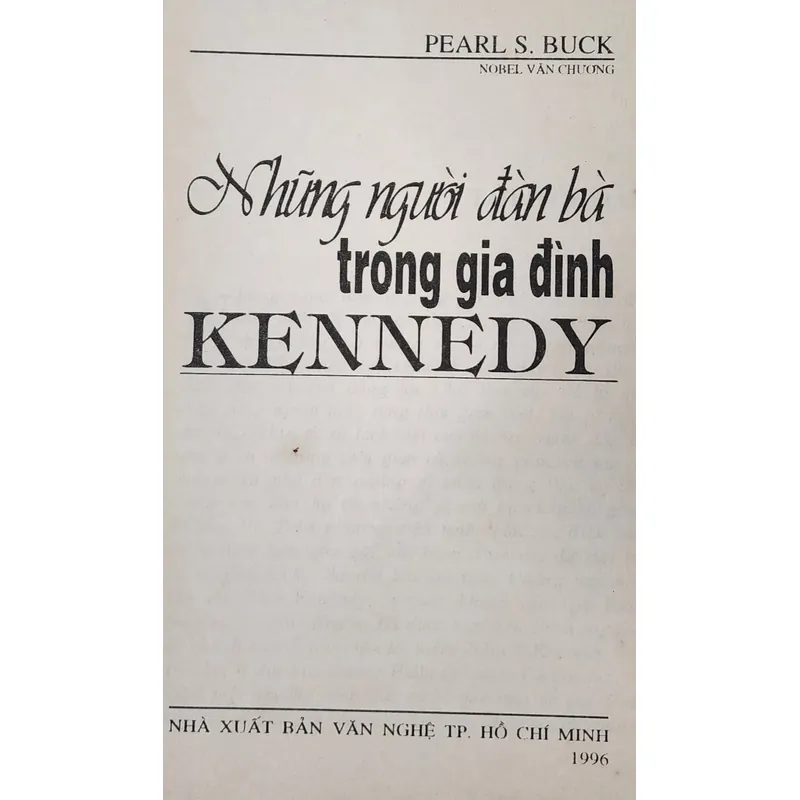 PEARL S. BUCK
NOBEL VĂN CHƯƠNG
Những người đàn bà
trong gia đình
KENNEDY
NHÀ XUẤT BẢN VĂN NGHỆ TP. HỒ CHÍ MINH
1996